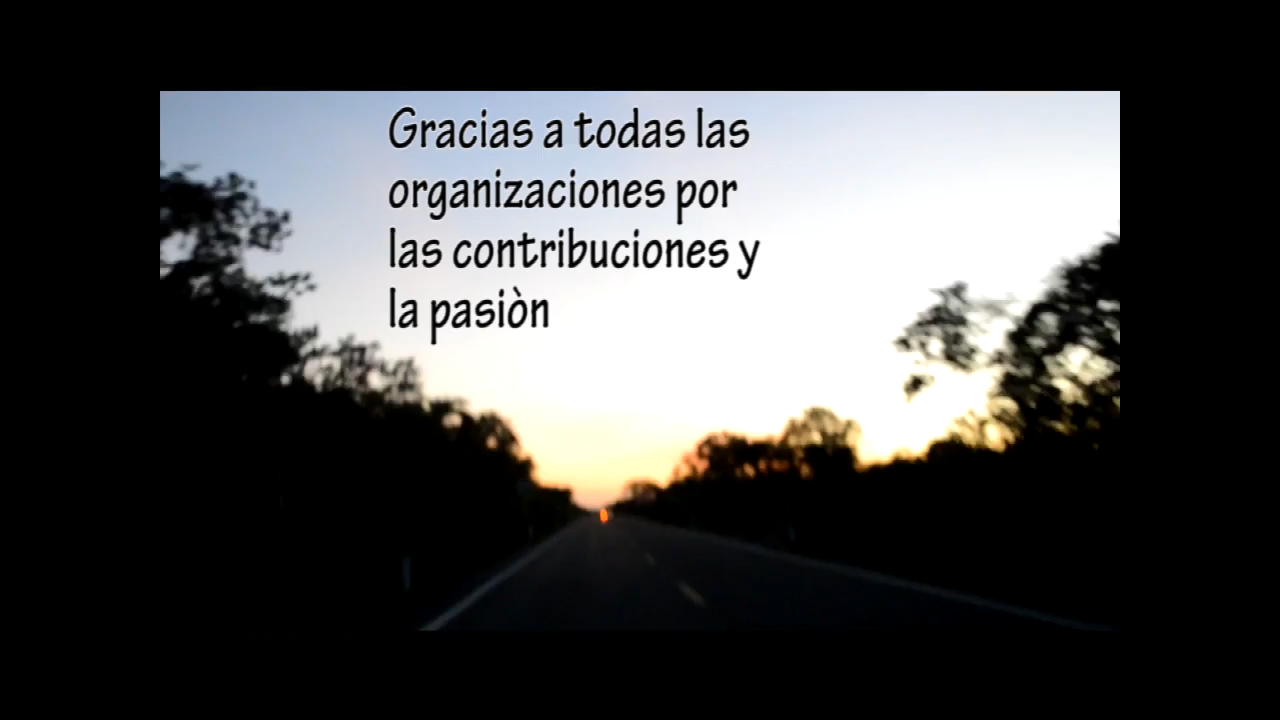 Gracias a todas las
organizaciones por
las contribuciones y
la pasiòn